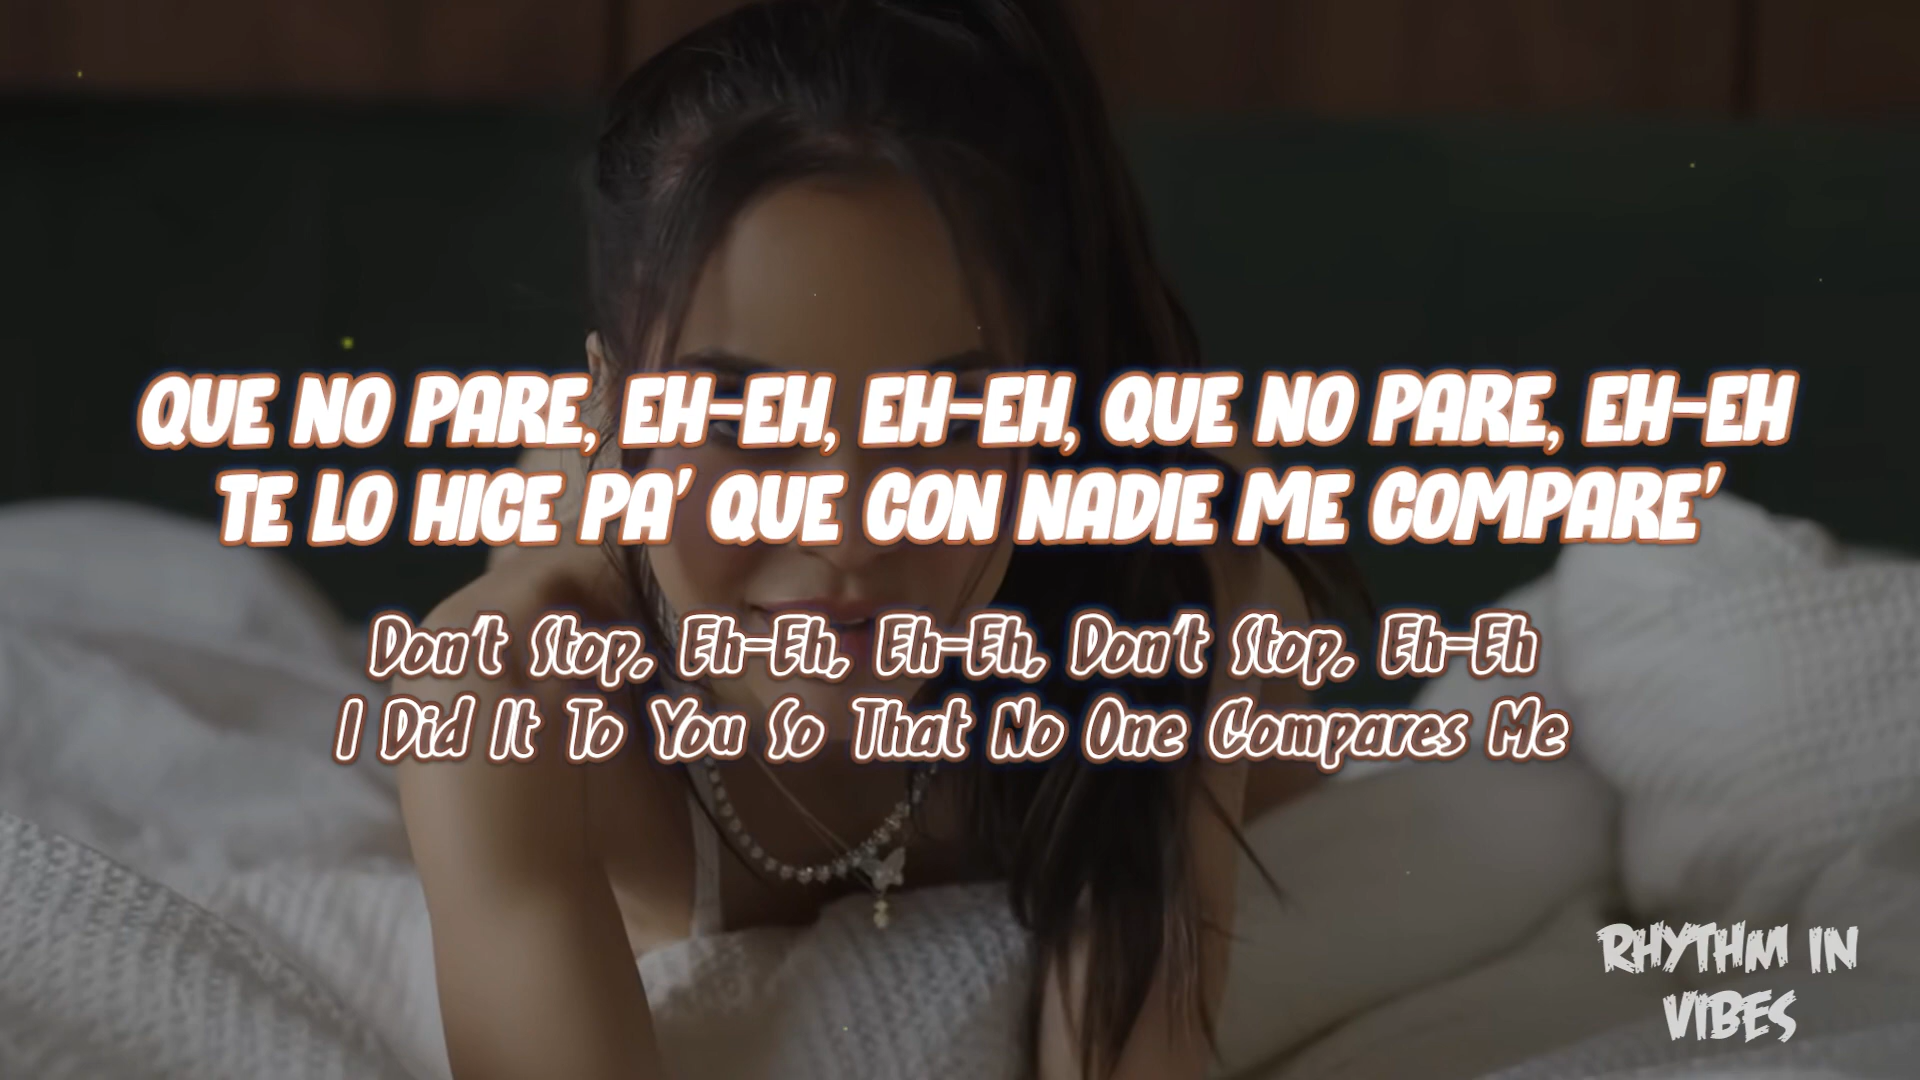 QUE NO PARE, EH-EH, EH-EH, QUE NO PARE, EH-EH
TE LO HICE PA' QUE CON NADIE ME COMPARE'
Don't Stop, Eh-Eh, Eh-Eh, Don't Stop, Eh-Eh
I Did It To You So That No One Compares Me
RHYTHM IN
VIBES